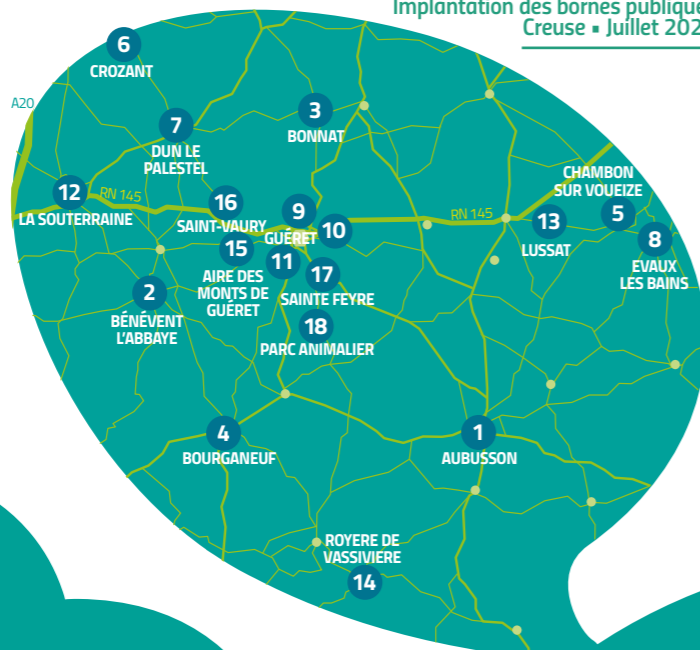 Implantation des bornes publique
Creuse ▪ Juillet 202
6
CROZANT
A20
7
DUN LE
PALESTEL
3
BONNAT
12
LA SOUTERRAINE
RN 145
16
SAINT-VAURY
9
GUÉRET
10
RN 145
CHAMBON
SUR VOUEIZE
5
13
LUSSAT
8
EVAUX
LES BAINS
15
AIRE DES
MONTS DE
GUÉRET
11
17
SAINTE FEYRE
2
BÉNÉVENT
L'ABBAYE
18
PARC ANIMALIER
4
BOURGANEUF
1
AUBUSSON
ROYERE DE
VASSIVIÈRE
14